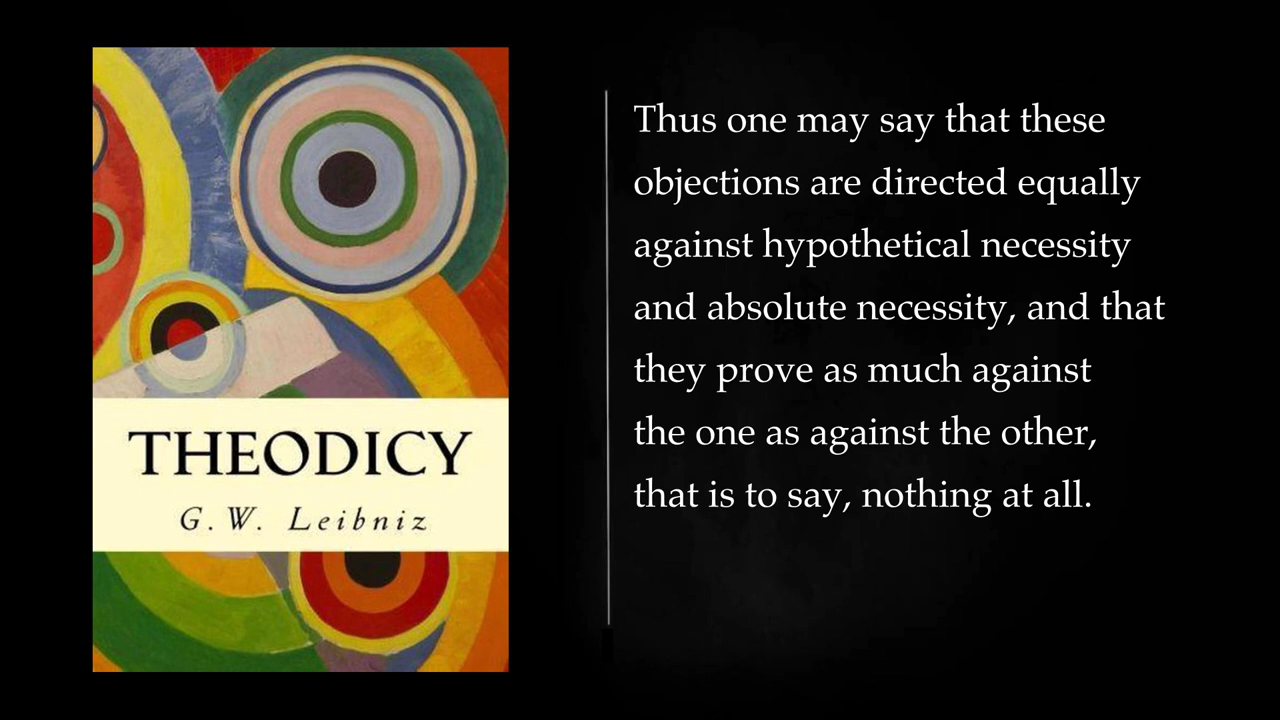 THEODICY
G.W. Leibniz
Thus one may say that these
objections are directed equally
against hypothetical necessity
and absolute necessity, and that
they prove as much against
the one as against the other,
that is to say, nothing at all.